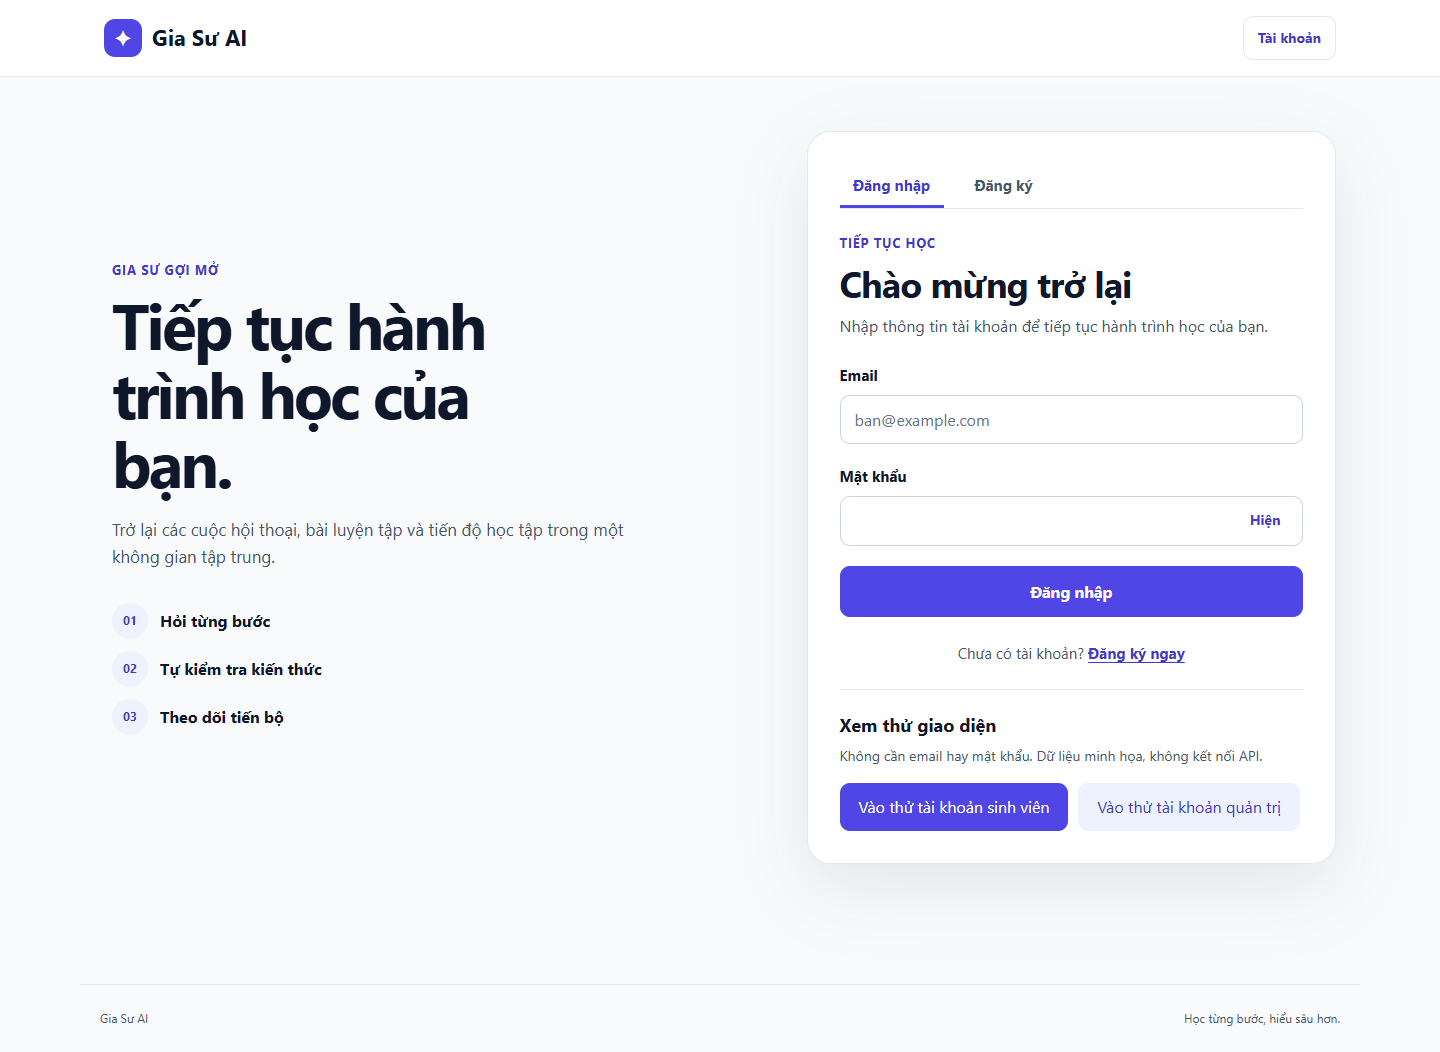 Gia Sư AI
Tài khoản
GIA SƯ GỢI MỞ
Tiếp tục hành
trình học của
bạn.
Trở lại các cuộc hội thoại, bài luyện tập và tiến độ học tập trong một
không gian tập trung.
01 Hỏi từng bước
02 Tự kiểm tra kiến thức
03 Theo dõi tiến bộ
Đăng nhập Đăng ký
TIẾP TỤC HỌC
Chào mừng trở lại
Nhập thông tin tài khoản để tiếp tục hành trình học của bạn.
Email
ban@example.com
Mật khẩu
Hiện
Đăng nhập
Chưa có tài khoản? Đăng ký ngay
Xem thử giao diện
Không cần email hay mật khẩu. Dữ liệu minh họa, không kết nối API.
Vào thử tài khoản sinh viên Vào thử tài khoản quản trị
Gia Sư AI
Học từng bước, hiểu sâu hơn.